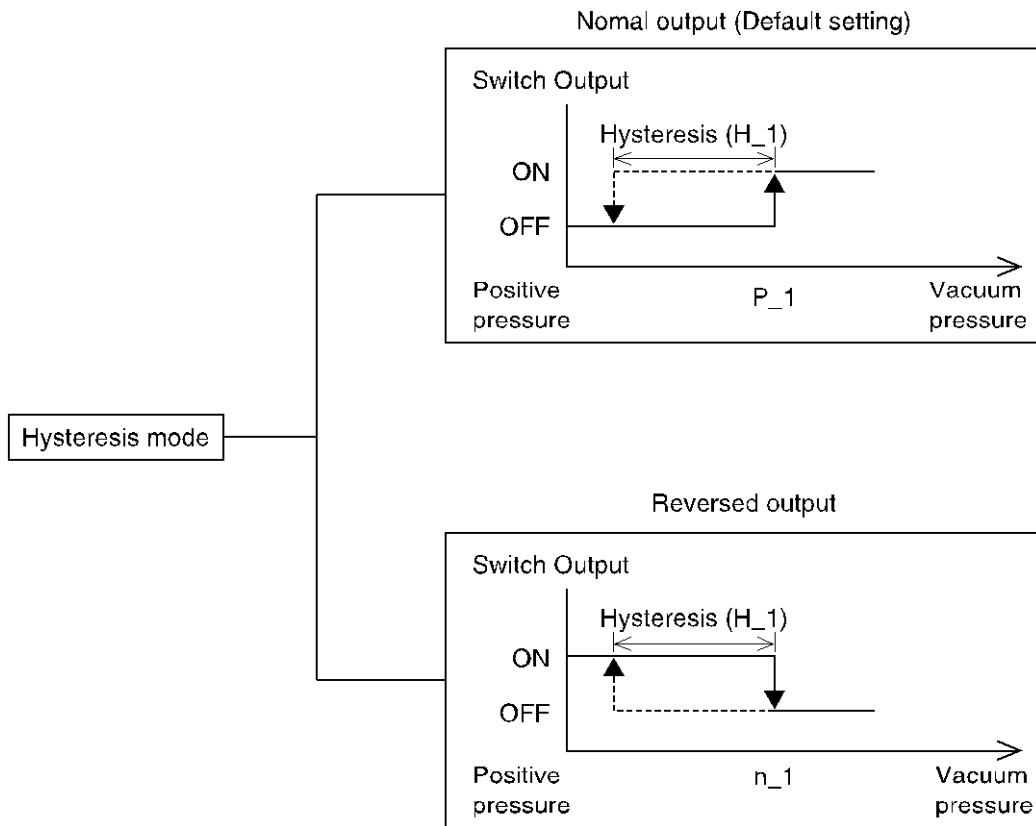 Nomal output (Default setting)
Switch Output
Hysteresis (H_1)
ON
OFF
Positive
pressure
P_1
Vacuum
pressure
Hysteresis mode
Reversed output
Switch Output
Hysteresis (H_1)
ON
OFF
Positive
pressure
n_1
Vacuum
pressure